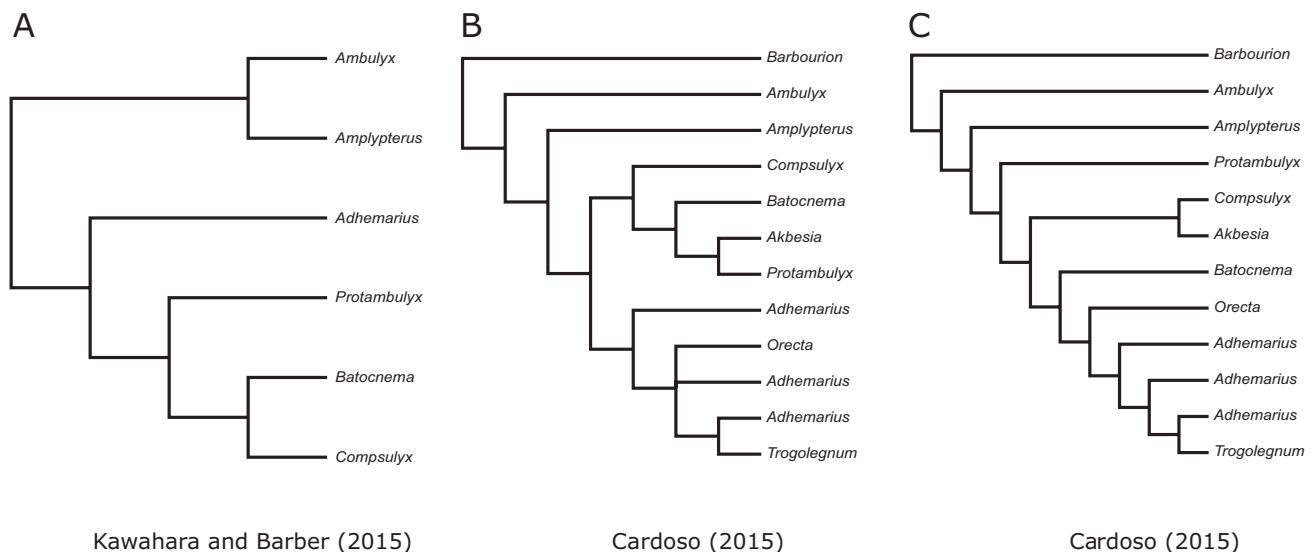 A
Ambulyx
Amplypterus
Adhemarius
Protambulyx
Batocnema
Compsulyx
Kawahara and Barber (2015)
B
Barbourion
Ambulyx
Amplypterus
Compsulyx
Batocnema
Akbesia
Protambulyx
Adhemarius
Orecta
Adhemarius
Adhemarius
Trogolegnum
Cardoso (2015)
C
Barbourion
Ambulyx
Amplypterus
Protambulyx
Compsulyx
Akbesia
Batocnema
Orecta
Adhemarius
Adhemarius
Adhemarius
Trogolegnum
Cardoso (2015)